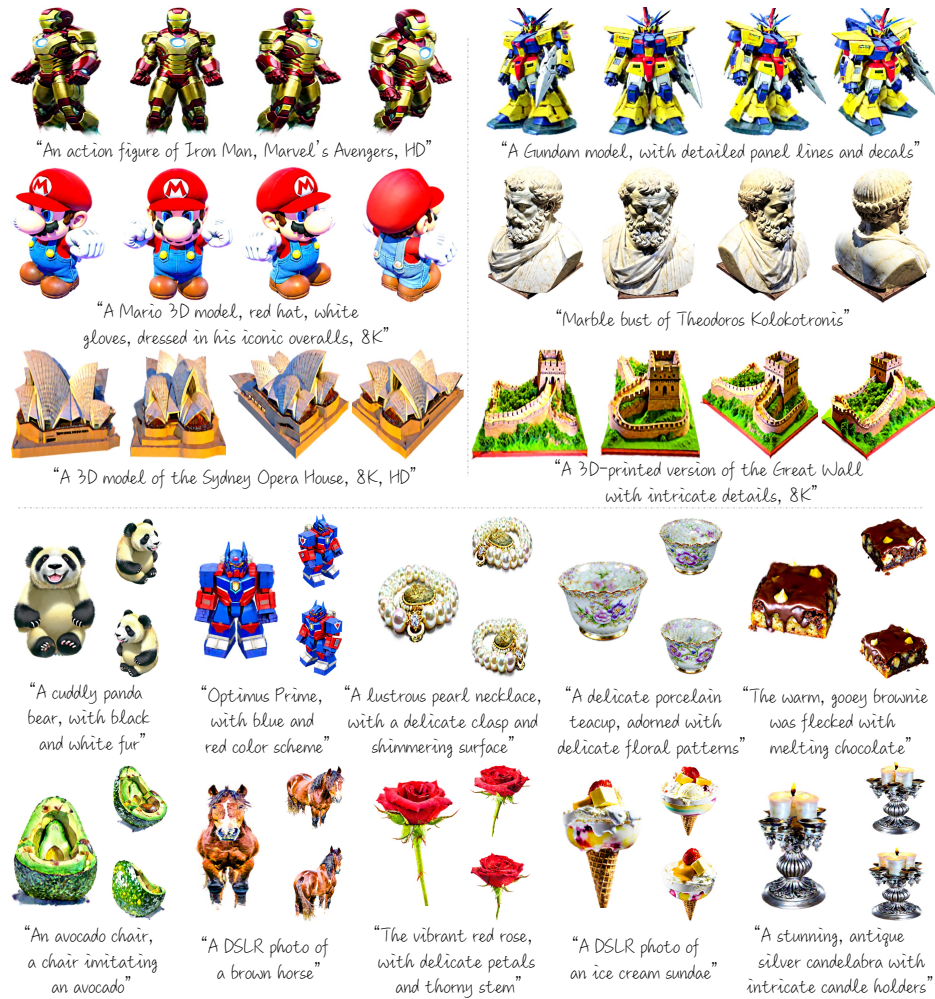 "An action figure of Iron Man, Marvel's Avengers, HD"
"A Gundam model, with detailed panel lines and decals"
M
M
M
"A Mario 3D model, red hat, white
gloves, dressed in his iconic overalls, 8K"
"Marble bust of Theodoros Kolokotronis"
"A 3D model of the Sydney Opera House, 8K, HD"
"A 3D-printed version of the Great Wall
with intricate details, 8K"
"A cuddly panda
bear, with black
and white fur"
"Optimus Prime,
with blue and
red color scheme"
"A lustrous pearl necklace,
with a delicate clasp and
shimmering surface"
"A delicate porcelain
teacup, adorned with
delicate floral patterns"
"The warm, gooey brownie
was flecked with
melting chocolate"
"An avocado chair,
a chair imitating
an avocado"
"A DSLR photo of
a brown horse"
"The vibrant red rose,
with delicate petals
and thorny stem"
"A DSLR photo of
an ice cream sundae"
"A stunning, antique
silver candelabra with
intricate candle holders"